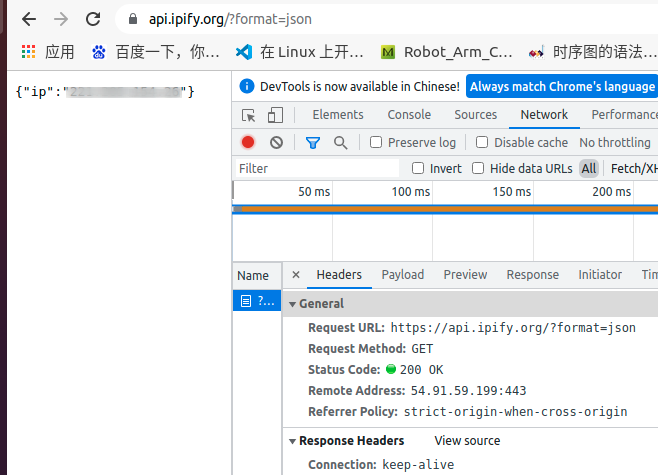 api.ipify.org/?format=json
应用 百度一下，你… 在 Linux 上开… Robot_Arm_C… 时序图的语法…
{"ip":" "}
DevTools is now available in Chinese! Always match Chrome's language
Elements Console Sources Network Performance
Preserve log Disable cache No throttling
Filter Invert Hide data URLs All Fetch/XH
50 ms 100 ms 150 ms 200 ms
Name × Headers Payload Preview Response Initiator Tim
?...
General
Request URL: https://api.ipify.org/?format=json
Request Method: GET
Status Code: 200 OK
Remote Address: 54.91.59.199:443
Referrer Policy: strict-origin-when-cross-origin
Response Headers View source
Connection: keep-alive